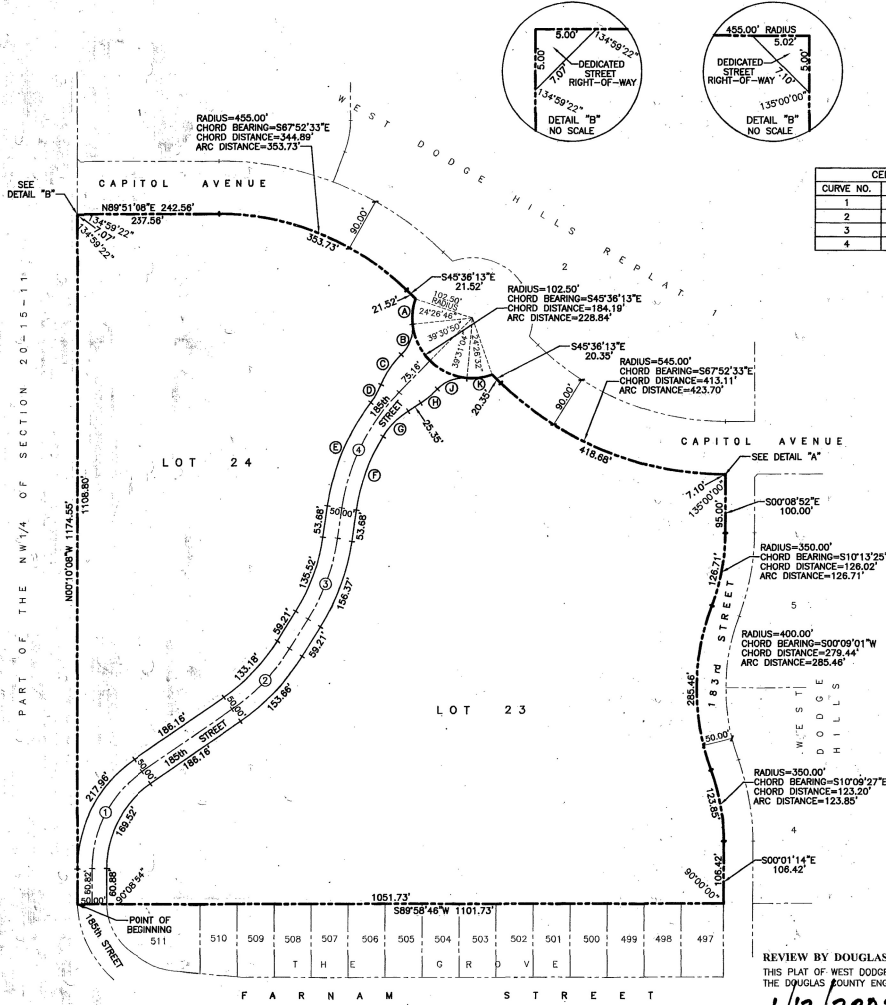 5.00'
134°59'22"
5.00'
7.07'
DEDICATED
STREET
RIGHT-OF-WAY
134°59'22"
DETAIL "B"
NO SCALE
455.00' RADIUS
5.02'
DEDICATED
STREET
RIGHT-OF-WAY
5.00'
7.10'
135°00'00"
DETAIL "B"
NO SCALE
WEST DODGE HILLS REPLAT
1
2
1
RADIUS=455.00'
CHORD BEARING=S67°52'33"E
CHORD DISTANCE=344.89'
ARC DISTANCE=353.73'
CURVE NO.
1
2
3
4
SEE
DETAIL "B"
CAPITOL AVENUE
N89°51'08"E 242.56'
237.56'
134°59'22"
7.07'
134°59'22"
353.73'
90.00'
S45°36'13"E
21.52'
21.52'
102.50'
RADIUS
24°26'46"
39°30'50"
39°31'04"
24°26'32"
RADIUS=102.50'
CHORD BEARING=S45°36'13"E
CHORD DISTANCE=184.19'
ARC DISTANCE=228.84'
A
B
C
D
E
F
G
H
J
K
75.16'
185th
STREET
25.35'
S45°36'13"E
20.35'
20.35'
RADIUS=545.00'
CHORD BEARING=S67°52'33"E
CHORD DISTANCE=413.11'
ARC DISTANCE=423.70'
90.00'
418.68'
CAPITOL AVENUE
SEE DETAIL "A"
7.10'
135°00'00"
95.00'
S00°08'52"E
100.00'
PART OF THE NW1/4 OF SECTION 20-15-11
LOT 24
N00°10'08"W 1174.55'
1108.80'
4
53.68'
50.00'
53.68'
135.52'
3
156.37'
59.21'
59.21'
133.18'
2
153.66'
50.00'
186.16'
185th STREET
186.16'
50.00'
217.96'
1
169.52'
60.82'
60.88'
50.00'
90°08'54"
LOT 23
RADIUS=350.00'
CHORD BEARING=S10°13'25"
CHORD DISTANCE=126.02'
ARC DISTANCE=126.71'
126.71'
5
183rd STREET
RADIUS=400.00'
CHORD BEARING=S00°09'01"W
CHORD DISTANCE=279.44'
ARC DISTANCE=285.46'
285.46'
WEST
DODGE
HILLS
50.00'
RADIUS=350.00'
CHORD BEARING=S10°09'27"E
CHORD DISTANCE=123.20'
ARC DISTANCE=123.85'
123.85'
4
S00°01'14"E
106.42'
106.42'
90°00'00"
1051.73'
S89°58'46"W 1101.73'
POINT OF
BEGINNING
185th STREET
511 510 509 508 507 506 505 504 503 502 501 500 499 498 497
THE GROVE
FARNAM STREET
REVIEW BY DOUGLAS
THIS PLAT OF WEST DODGE
THE DOUGLAS COUNTY